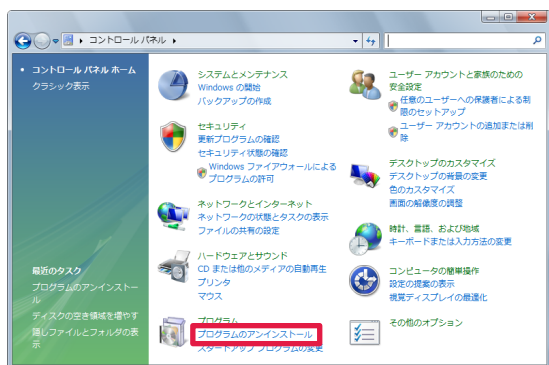 コントロール パネル
コントロール パネル ホーム
クラシック表示
最近のタスク
プログラムのアンインストー
ル
ディスクの空き領域を増やす
隠しファイルとフォルダの表
示
システムとメンテナンス
Windows の開始
バックアップの作成
セキュリティ
更新プログラムの確認
セキュリティ状態の確認
Windows ファイアウォールによる
プログラムの許可
ネットワークとインターネット
ネットワークの状態とタスクの表示
ファイルの共有の設定
ハードウェアとサウンド
CD または他のメディアの自動再生
プリンタ
マウス
プログラム
プログラムのアンインストール
スタートアップ プログラムの変更
ユーザー アカウントと家族のための
安全設定
任意のユーザーへの保護者による制
限のセットアップ
ユーザー アカウントの追加または削
除
デスクトップのカスタマイズ
デスクトップの背景の変更
色のカスタマイズ
画面の解像度の調整
時計、言語、および地域
キーボードまたは入力方法の変更
コンピュータの簡単操作
設定の提案の表示
視覚ディスプレイの最適化
その他のオプション